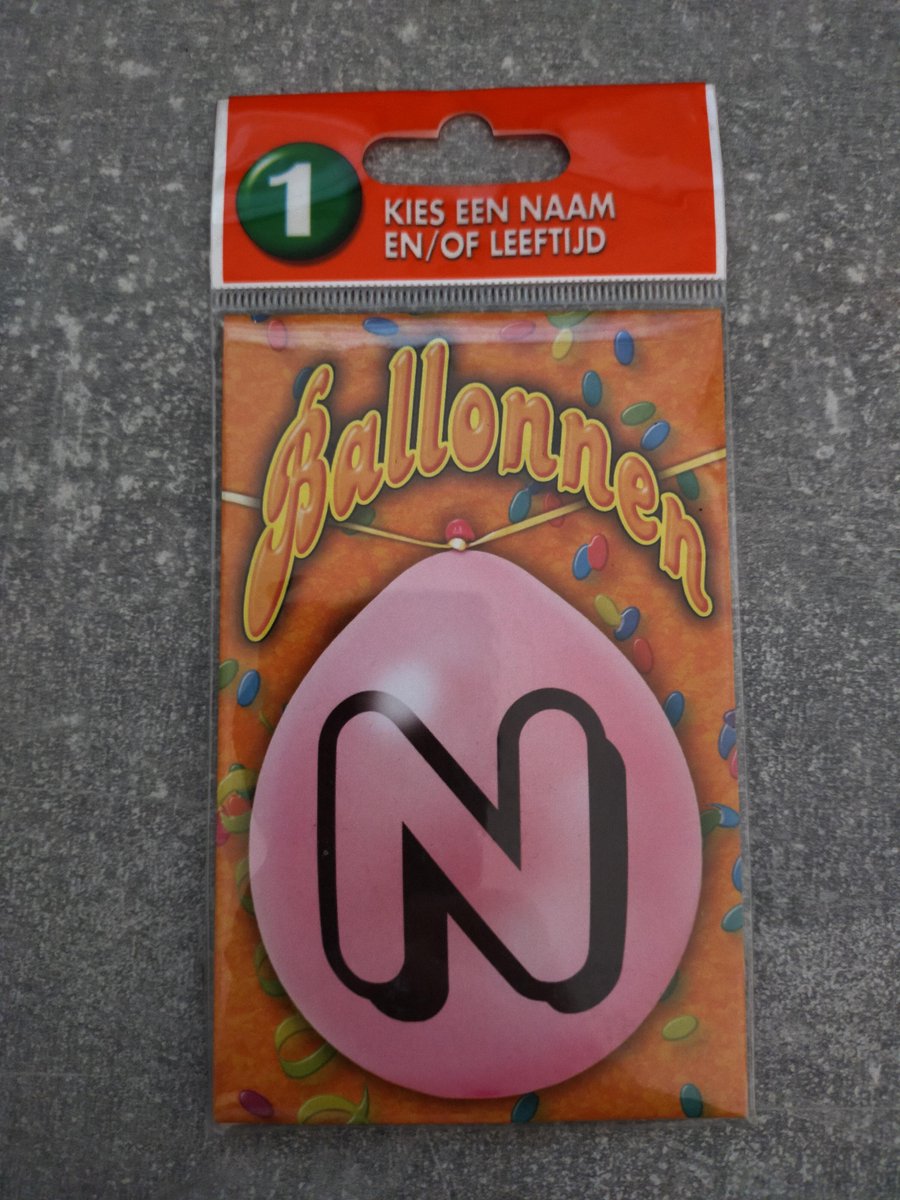 1
KIES EEN NAAM
EN/OF LEEFTIJD
Ballonnen
N